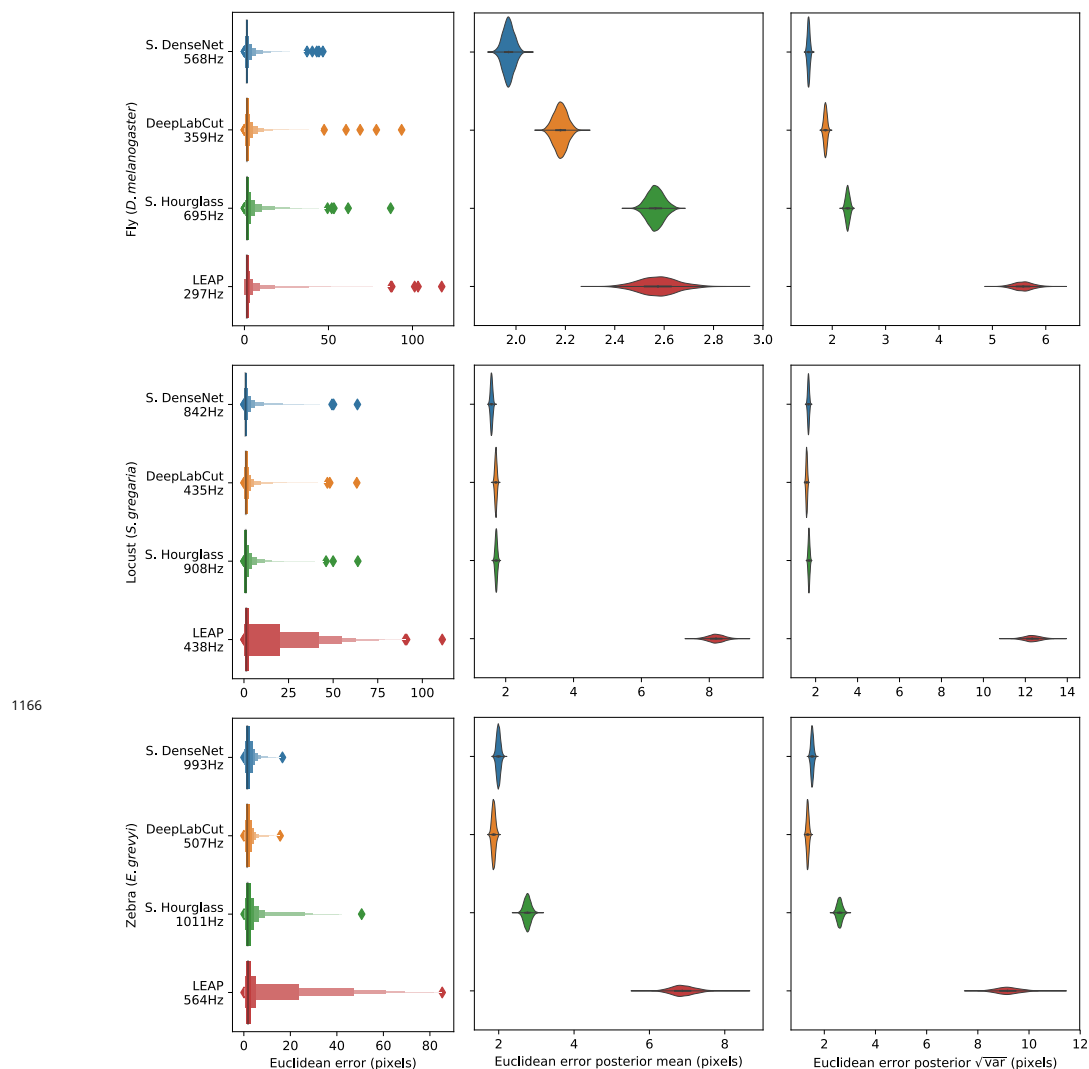 Fly (D. melanogaster)
S. DenseNet
568Hz
DeepLabCut
359Hz
S. Hourglass
695Hz
LEAP
297Hz
0 50 100
2.0 2.2 2.4 2.6 2.8 3.0
2 3 4 5 6
Locust (S. gregaria)
S. DenseNet
842Hz
DeepLabCut
435Hz
S. Hourglass
908Hz
LEAP
438Hz
0 25 50 75 100
2 4 6 8
2 4 6 8 10 12 14
1166
Zebra (E. grevyi)
S. DenseNet
993Hz
DeepLabCut
507Hz
S. Hourglass
1011Hz
LEAP
564Hz
0 20 40 60 80
2 4 6 8
2 4 6 8 10 12
Euclidean error (pixels)
Euclidean error posterior mean (pixels)
Euclidean error posterior √var (pixels)